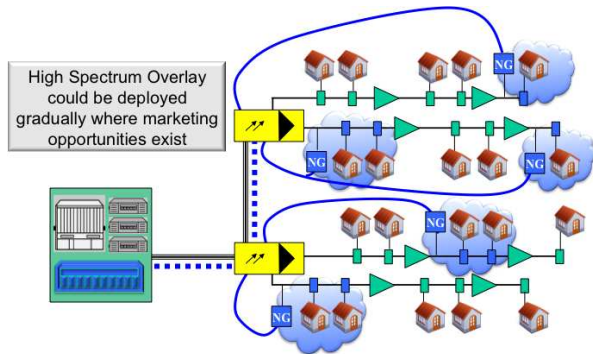 High Spectrum Overlay
could be deployed
gradually where marketing
opportunities exist
NG
NG
NG
NG
NG